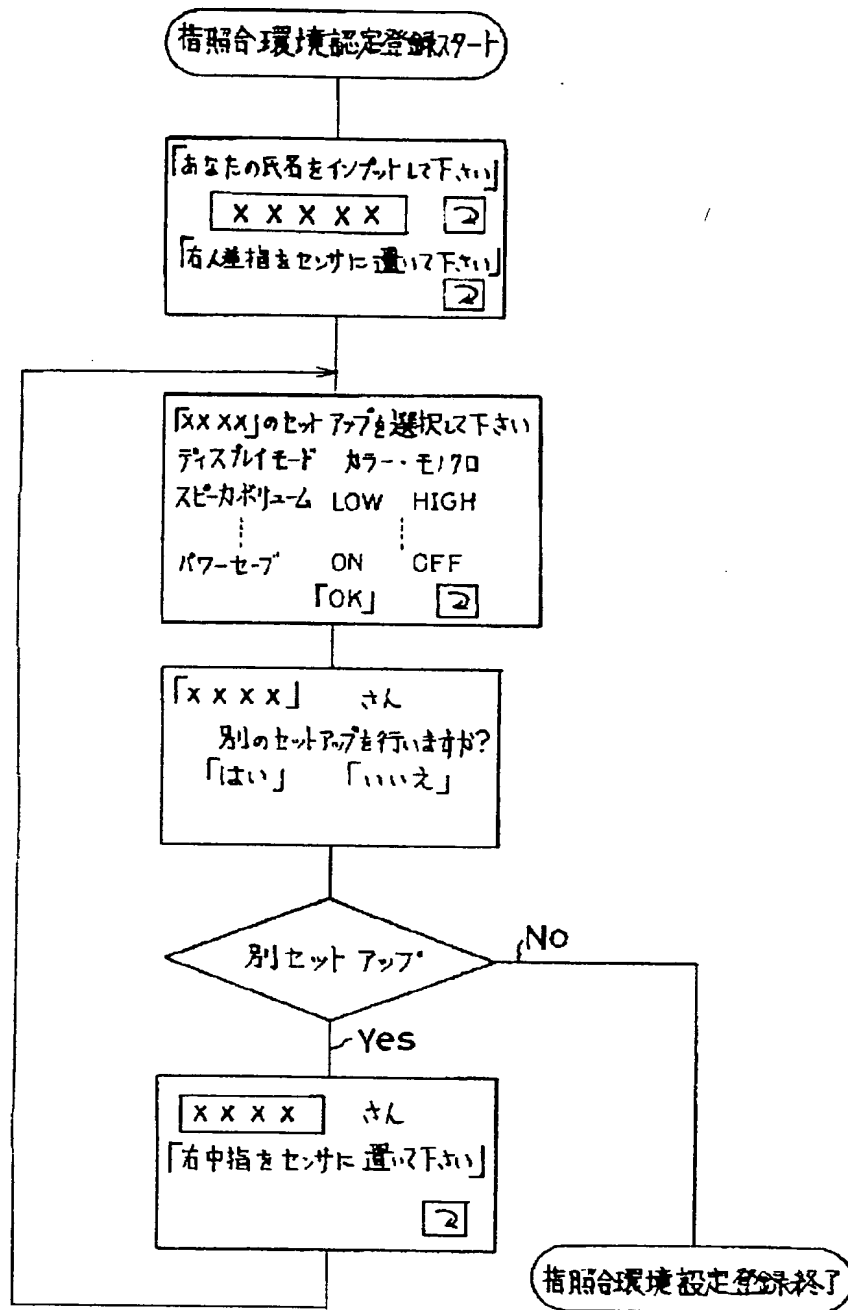 指照合環境認定登録スタート
「あなたの氏名をインプットして下さい」
X X X X X
「右人差指をセンサに置いて下さい」
「XX XX」のセットアップを選択して下さい
ディスプレイモード カラー・モノクロ
スピーカボリューム LOW HIGH
パワーセーブ ON OFF
「OK」
「X X X X」 さん
別のセットアップを行いますか?
「はい」 「いいえ」
別セットアップ
No
Yes
X X X X さん
「右中指をセンサに置いて下さい」
指照合環境設定登録終了